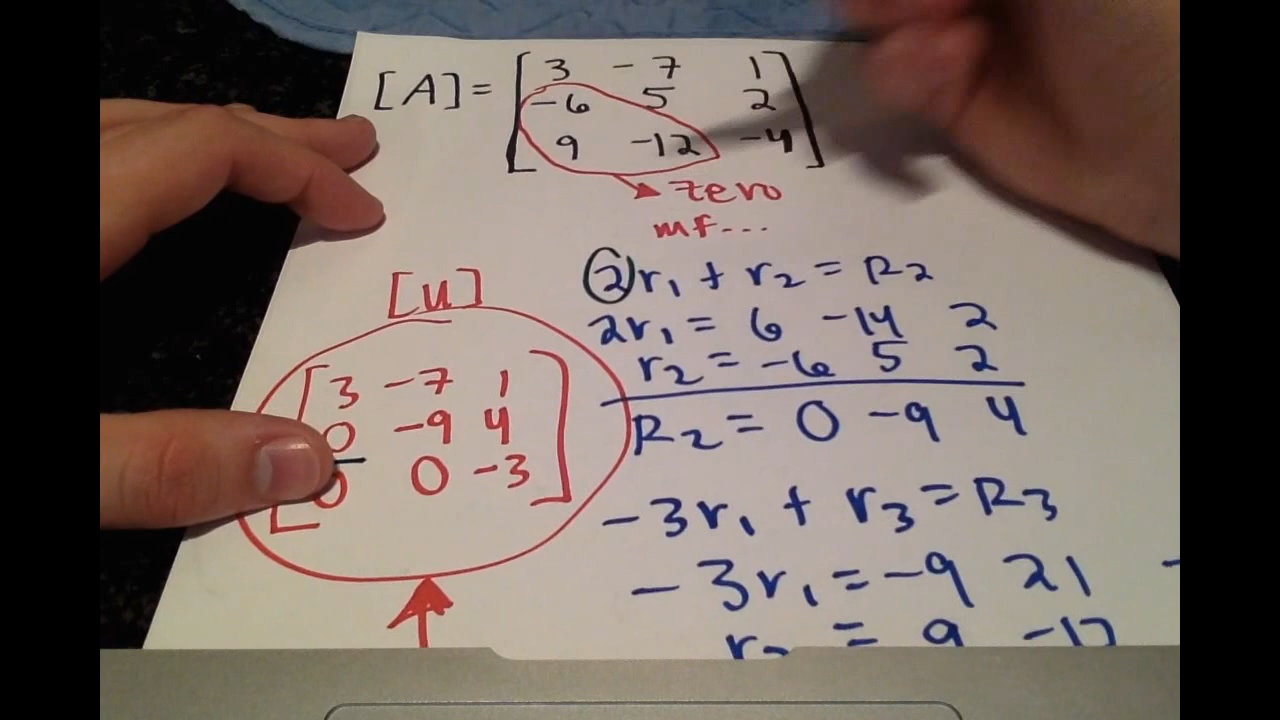 [A] = [ 3 -7 1
-6 5 2
9 -12 -4 ]
zero
mf---
[u]
[ 3 -7 1
0 -9 4
0 0 -3 ]
2r1 + r2 = R2
2r1 = 6 -14 2
r2 = -6 5 2
R2 = 0 -9 4
-3r1 + r3 = R3
-3r1 = -9 21 -
= 9 -12